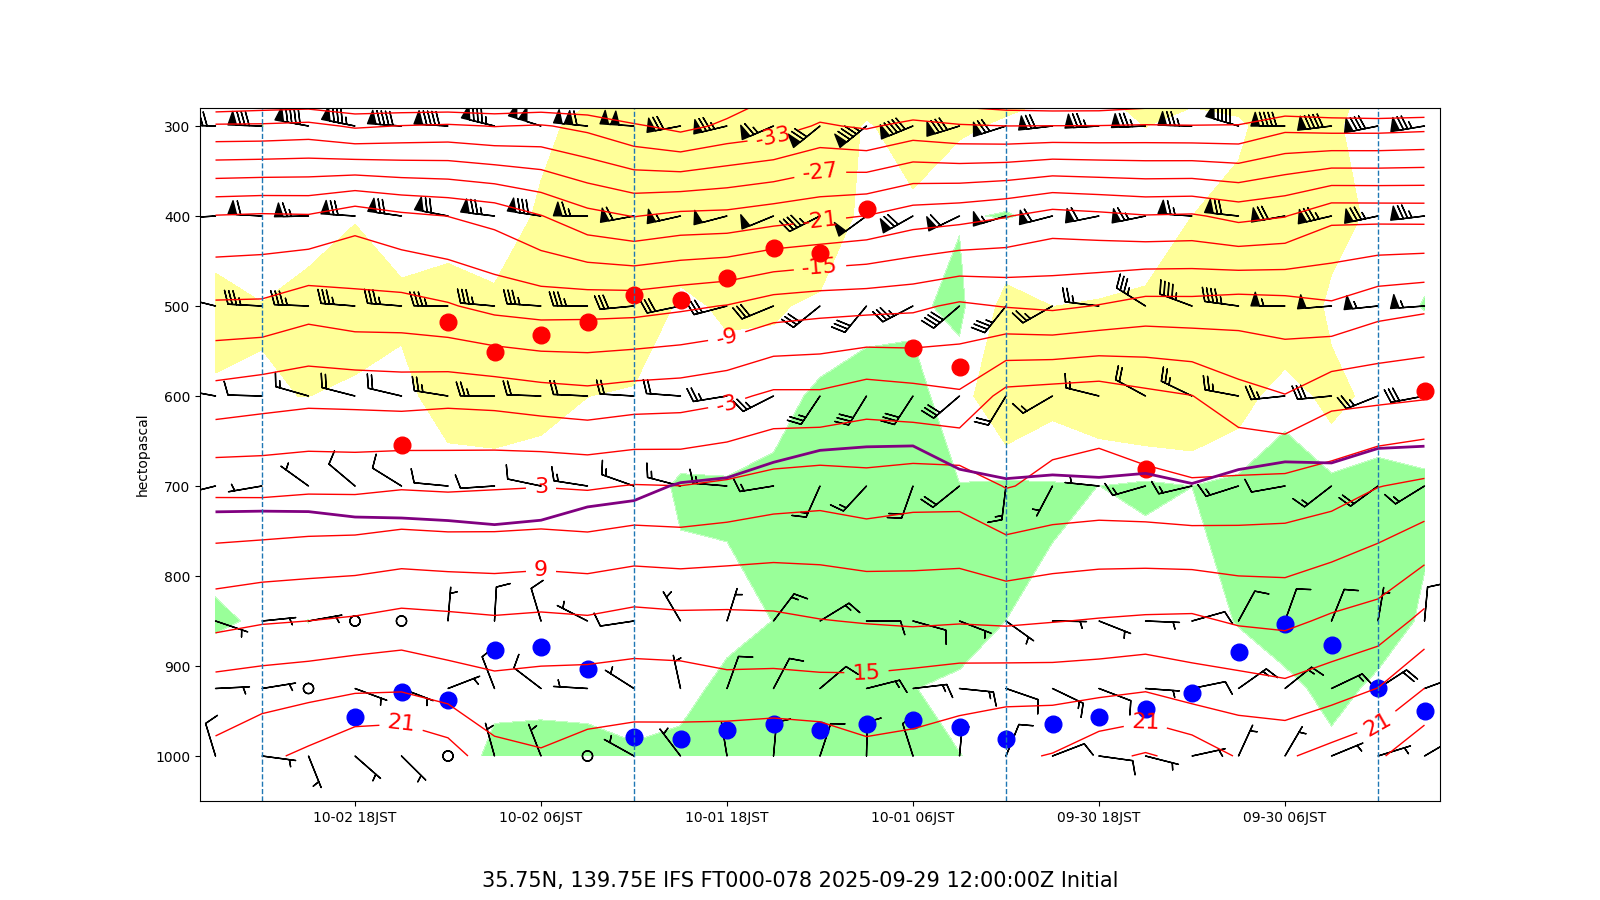 -33
300
-27
400
21
-15
500
-9
600
-3
700
3
800
9
900
15
21
21
21
1000
hectopascal
10-02 18JST
10-02 06JST
10-01 18JST
10-01 06JST
09-30 18JST
09-30 06JST
35.75N, 139.75E IFS FT000-078 2025-09-29 12:00:00Z Initial